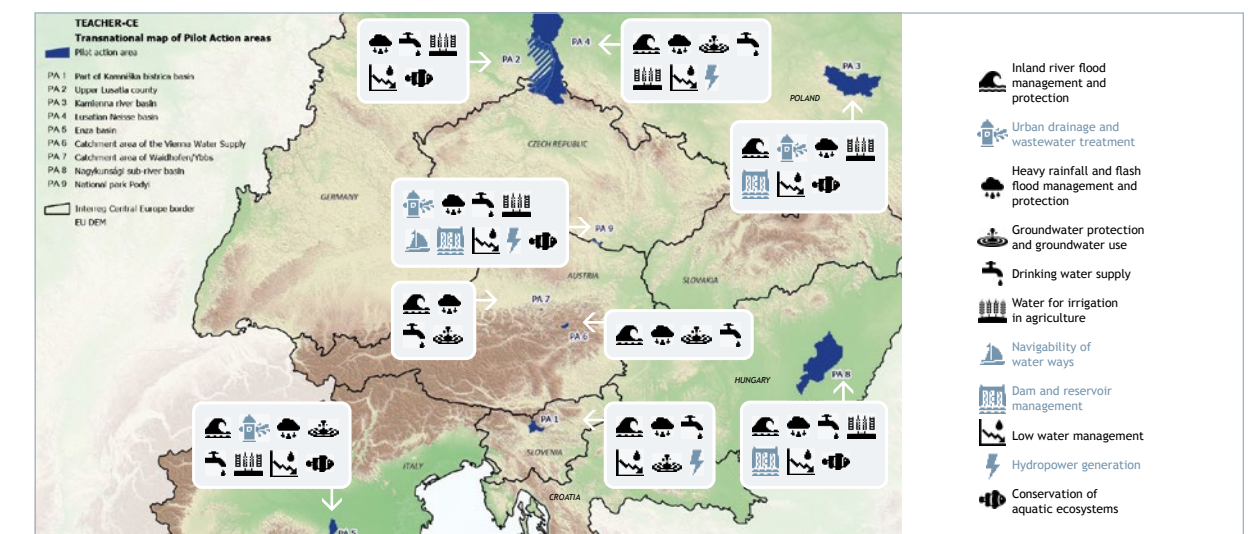 TEACHER-CE
Transnational map of Pilot Action areas
Pilot action area
PA 1 Part of Kamniška bistrica basin
PA 2 Upper Lusatia county
PA 3 Kamienna river basin
PA 4 Lusatian Neisse basin
PA 5 Enza basin
PA 6 Catchment area of the Vienna Water Supply
PA 7 Catchment area of Waidhofen/Ybbs
PA 8 Nagykunsági sub-river basin
PA 9 National park Podyi
Interreg Central Europe border
EU DEM
PA 2
PA 4
PA 3
POLAND
CZECH REPUBLIC
GERMANY
PA 9
AUSTRIA
SLOVAKIA
PA 7
PA 6
HUNGARY
PA 8
PA 1
SLOVENIA
ITALY
CROATIA
PA 5
Inland river flood
management and
protection
Urban drainage and
wastewater treatment
Heavy rainfall and flash
flood management and
protection
Groundwater protection
and groundwater use
Drinking water supply
Water for irrigation
in agriculture
Navigability of
water ways
Dam and reservoir
management
Low water management
Hydropower generation
Conservation of
aquatic ecosystems